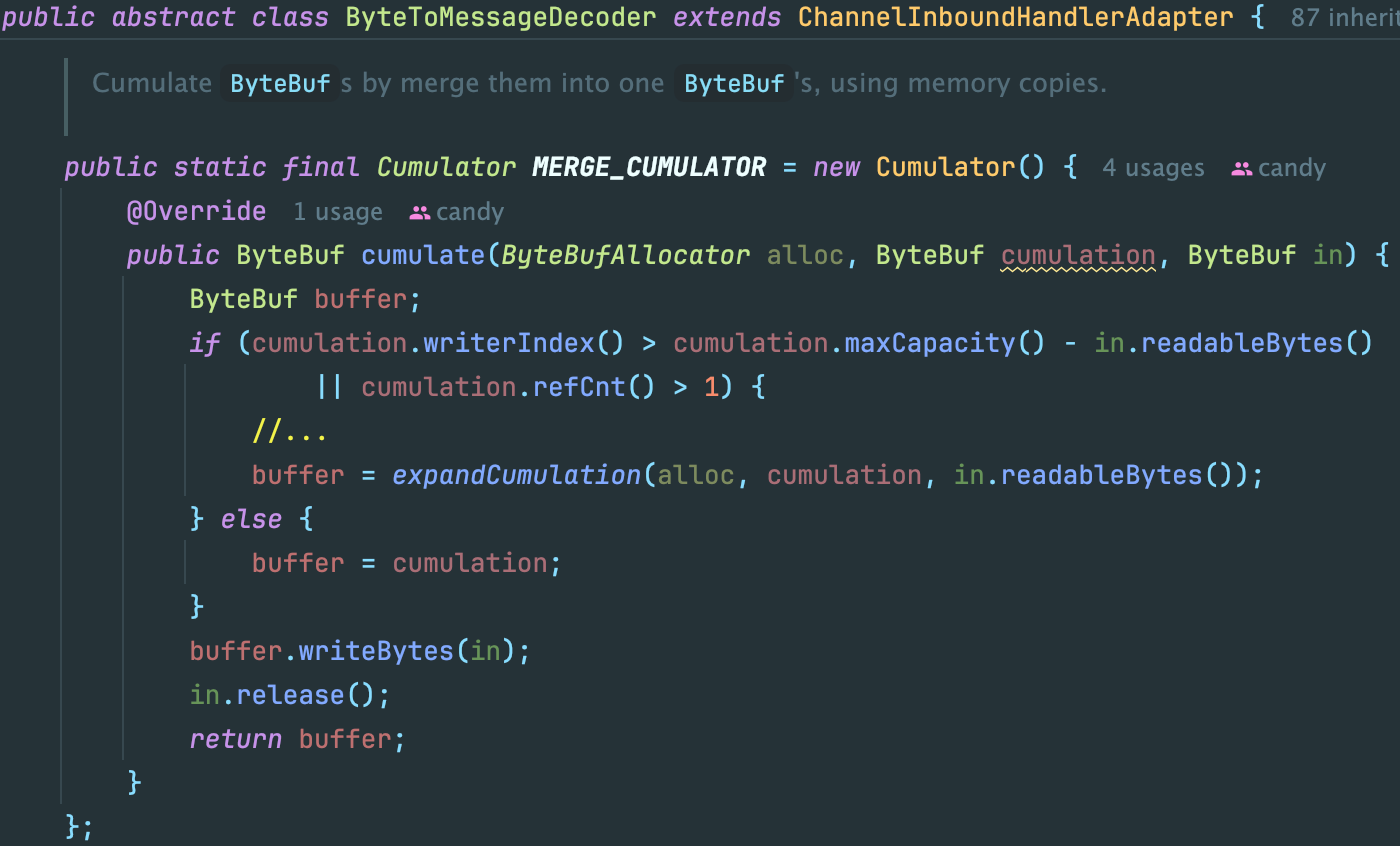 public abstract class ByteToMessageDecoder extends ChannelInboundHandlerAdapter {  87 inherit
Cumulate ByteBuf s by merge them into one ByteBuf 's, using memory copies.
public static final Cumulator MERGE_CUMULATOR = new Cumulator() {  4 usages  candy
@Override  1 usage  candy
public ByteBuf cumulate(ByteBufAllocator alloc, ByteBuf cumulation, ByteBuf in) {
ByteBuf buffer;
if (cumulation.writerIndex() > cumulation.maxCapacity() - in.readableBytes()
|| cumulation.refCnt() > 1) {
//...
buffer = expandCumulation(alloc, cumulation, in.readableBytes());
} else {
buffer = cumulation;
}
buffer.writeBytes(in);
in.release();
return buffer;
}
};